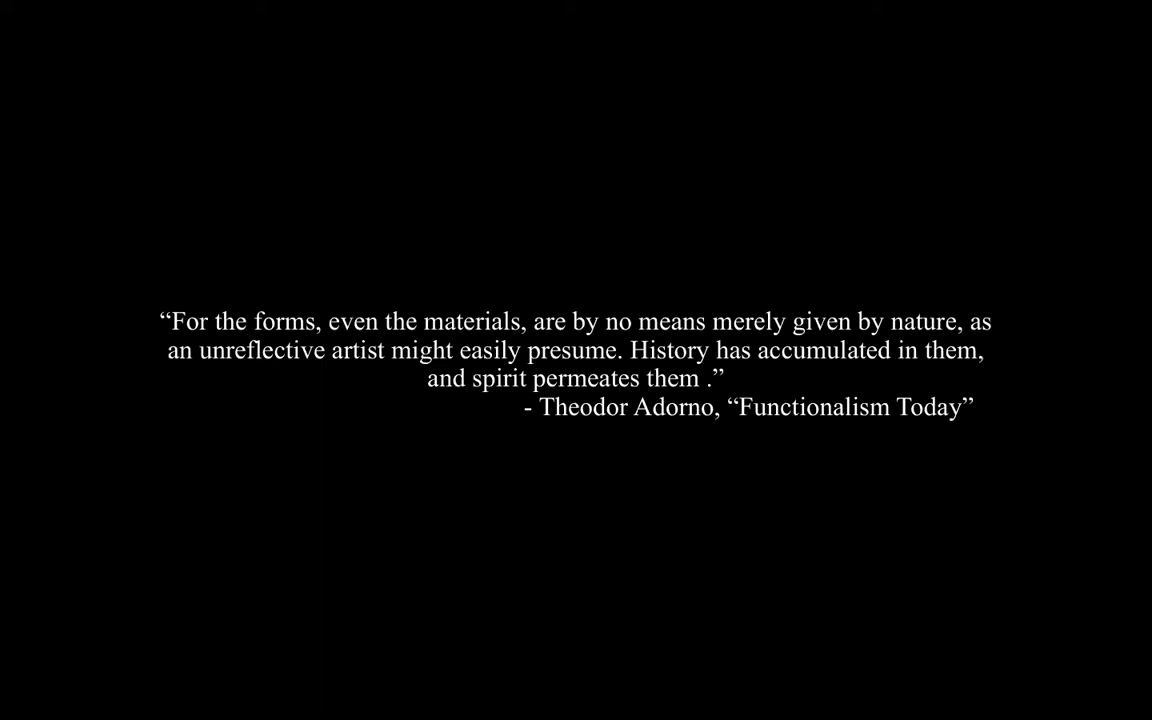 “For the forms, even the materials, are by no means merely given by nature, as
an unreflective artist might easily presume. History has accumulated in them,
and spirit permeates them .”
- Theodor Adorno, “Functionalism Today”